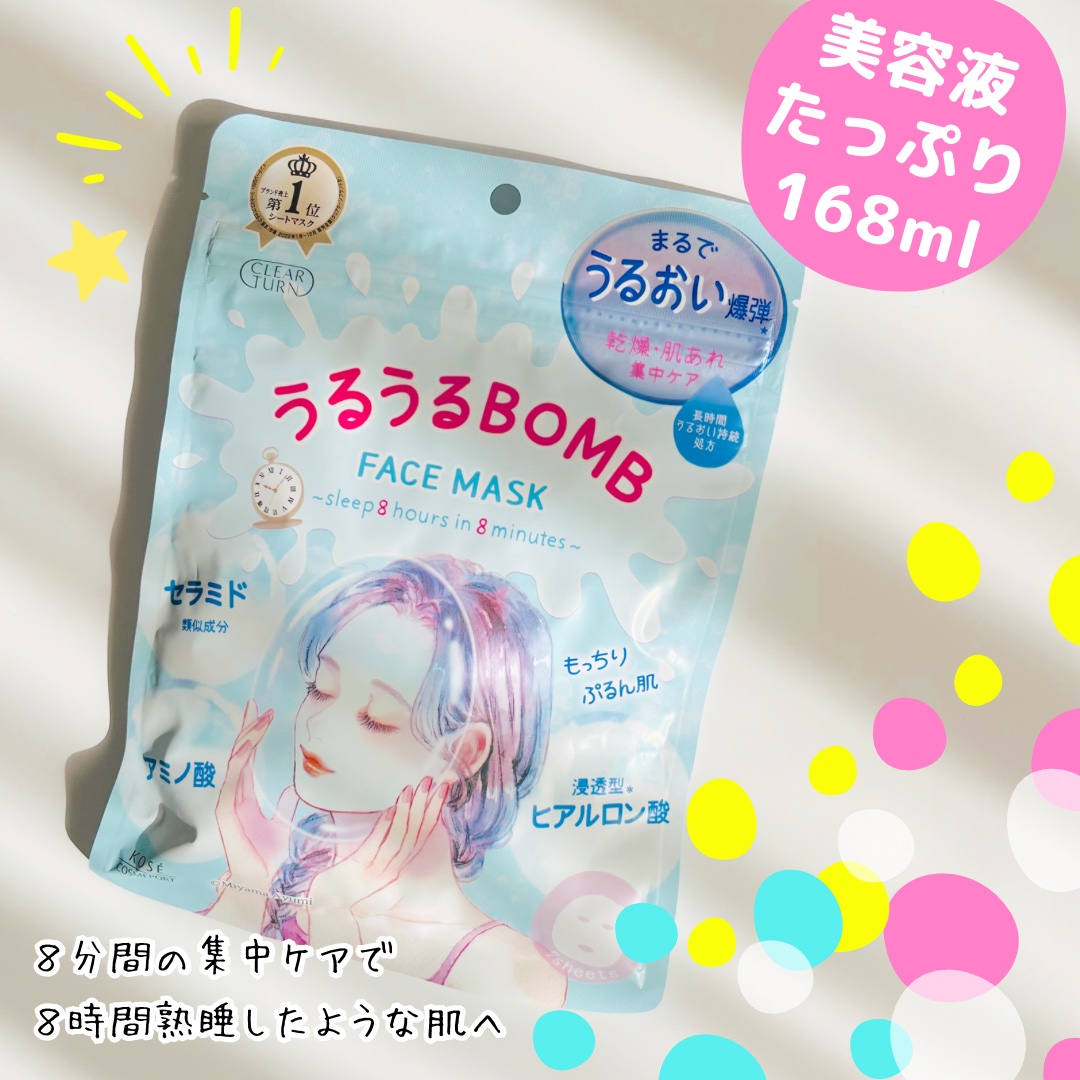 美容液
たっぷり
168ml
ブランド売上
第1位
シートマスク
CLEAR
TURN
まるで
うるおい爆弾*
乾燥・肌あれ
集中ケア
長時間
うるおい持続
処方
うるうるBOMB
FACE MASK
~sleep 8 hours in 8 minutes~
セラミド
類似成分
もっちり
ぷるん肌
アミノ酸
浸透型*
ヒアルロン酸
KOSÉ
COSMEPORT
©Miyama Ayumi
sheets
8分間の集中ケアで
8時間熟睡したような肌へ